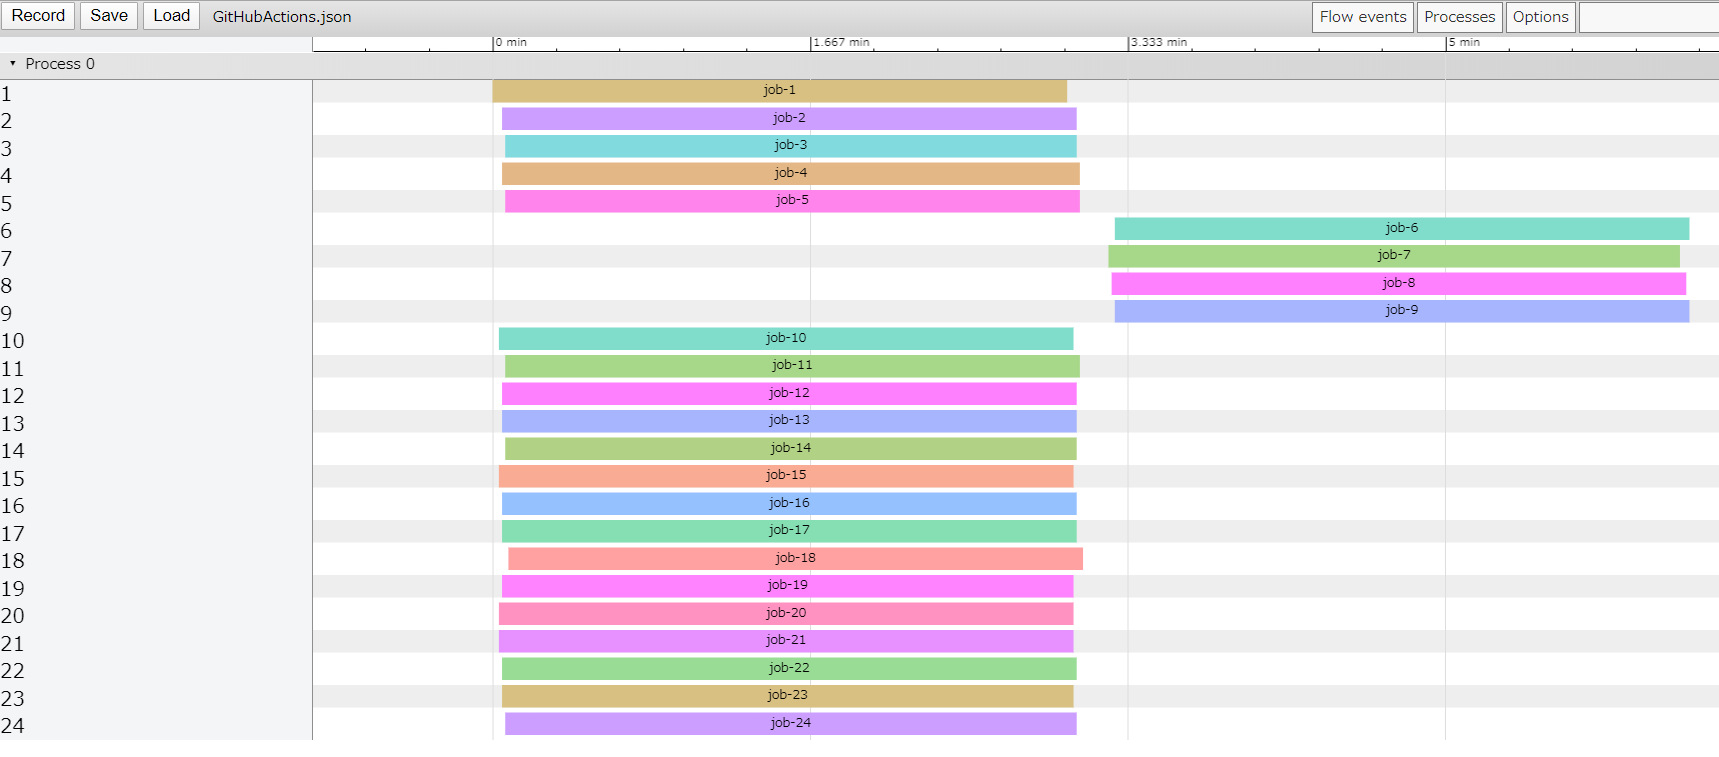 Record Save Load GitHubActions.json Flow events Processes Options
0 min 1.667 min 3.333 min 5 min
Process 0
1 job-1
2 job-2
3 job-3
4 job-4
5 job-5
6 job-6
7 job-7
8 job-8
9 job-9
10 job-10
11 job-11
12 job-12
13 job-13
14 job-14
15 job-15
16 job-16
17 job-17
18 job-18
19 job-19
20 job-20
21 job-21
22 job-22
23 job-23
24 job-24